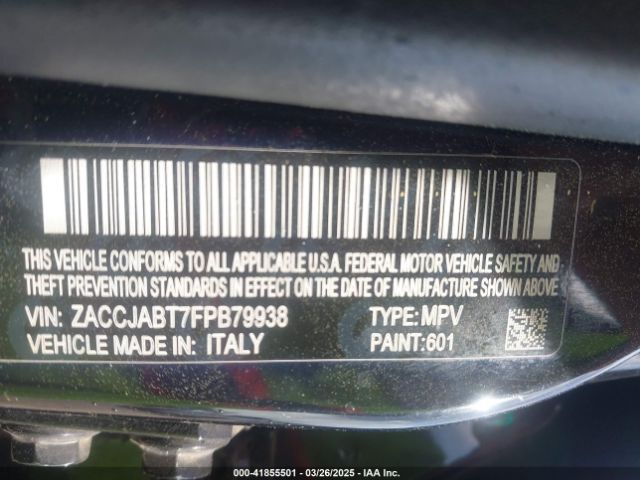 THIS VEHICLE CONFORMS TO ALL APPLICABLE U.S.A. FEDERAL MOTOR VEHICLE SAFETY AND
THEFT PREVENTION STANDARDS IN EFFECT ON THE DATE OF MANUFACTURE SHOWN ABOVE
VIN: ZACCJABT7FPB79938 TYPE: MPV
VEHICLE MADE IN: ITALY PAINT:601
000-41855501 | 03/26/2025 | IAA Inc.